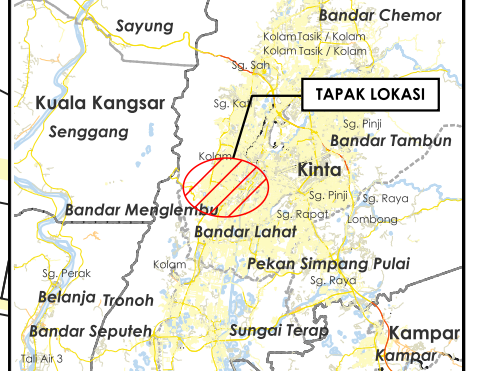 Bandar Chemor
Sayung
Kolam Tasik / Kolam
Kolam Tasik / Kolam
Sg. Sah
TAPAK LOKASI
Kuala Kangsar
Sg. Kat
Sg. Pinji
Senggang
Bandar Tambun
Kolam
Kinta
Sg. Pinji
Sg. Raya
Bandar Menglembu
Sg. Rapat
Lombong
Bandar Lahat
Kolam
Pekan Simpang Pulai
Sg. Perak
Sg. Raya
Belanja
Tronoh
Bandar Seputeh
Sungai Terap
Kampar
Tali Air 3
Kampar